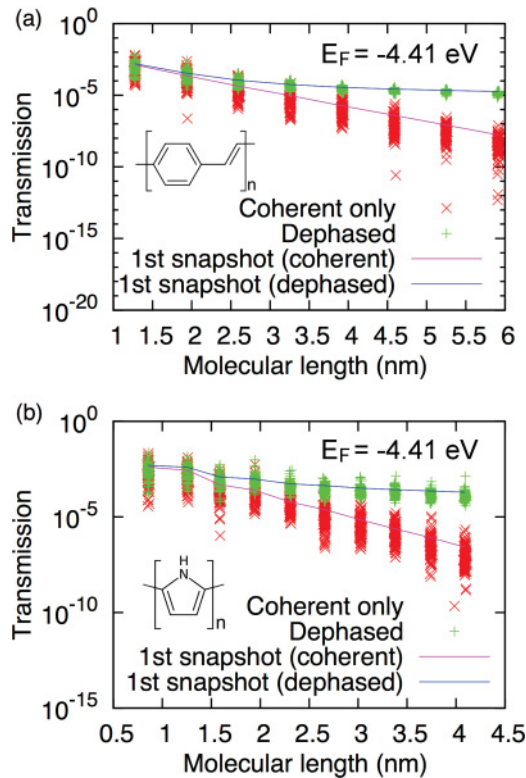 (a)
10^0
E_F = -4.41 eV
10^-5
10^-10
10^-15
10^-20
Transmission
n
Coherent only
Dephased
1st snapshot (coherent)
1st snapshot (dephased)
1 1.5 2 2.5 3 3.5 4 4.5 5 5.5 6
Molecular length (nm)
(b)
10^0
E_F = -4.41 eV
10^-5
10^-10
10^-15
Transmission
H
N
n
Coherent only
Dephased
1st snapshot (coherent)
1st snapshot (dephased)
0.5 1 1.5 2 2.5 3 3.5 4 4.5
Molecular length (nm)